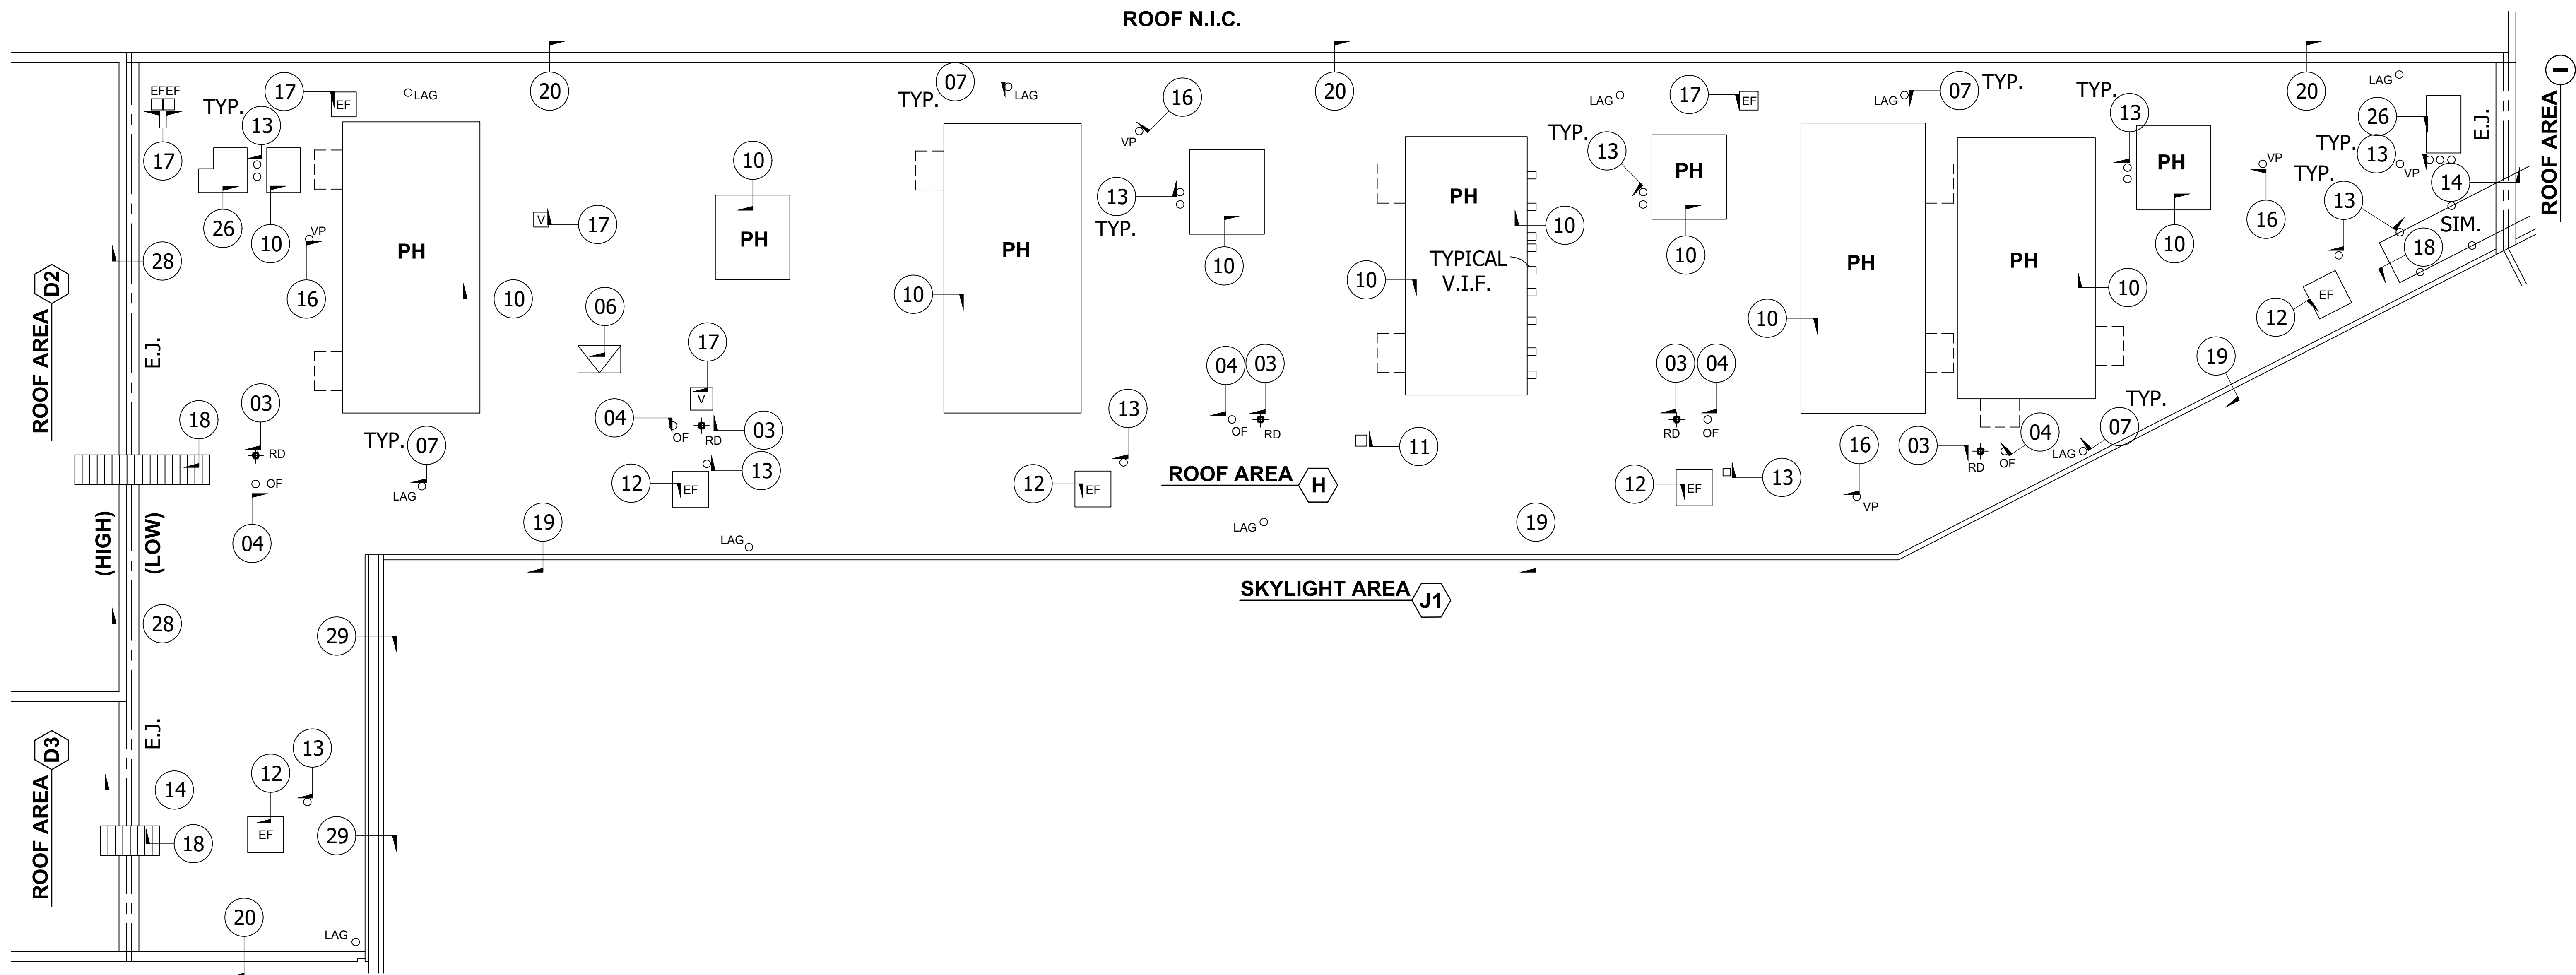 ROOF N.I.C.
20
20
20
ROOF AREA I
EFEF
17
EF
LAG
TYP.
13
17
26
10
VP
16
28
PH
10
V
17
10
PH
06
17
V
04
OF
RD
03
13
12
EF
TYP.
07
LAG
PH
10
16
VP
13
TYP.
10
04
OF
03
RD
13
12
EF
LAG
17
EF
TYP.
13
PH
10
PH
10
TYPICAL
V.I.F.
10
11
03
RD
04
OF
12
EF
13
LAG
07
TYP.
PH
10
PH
10
TYP.
13
PH
10
VP
16
LAG
26
TYP.
13
VP
E.J.
14
TYP.
13
SIM.
18
12
EF
19
TYP.
07
LAG
04
OF
03
RD
16
VP
ROOF AREA D2
E.J.
18
03
RD
OF
04
TYP.
07
LAG
(HIGH)
(LOW)
19
LAG
ROOF AREA H
LAG
19
SKYLIGHT AREA J1
28
29
ROOF AREA D3
E.J.
14
12
EF
13
18
29
20
LAG